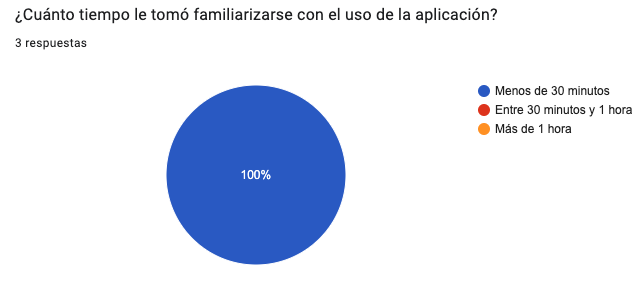 ¿Cuánto tiempo le tomó familiarizarse con el uso de la aplicación?
3 respuestas
Menos de 30 minutos
Entre 30 minutos y 1 hora
Más de 1 hora
100%